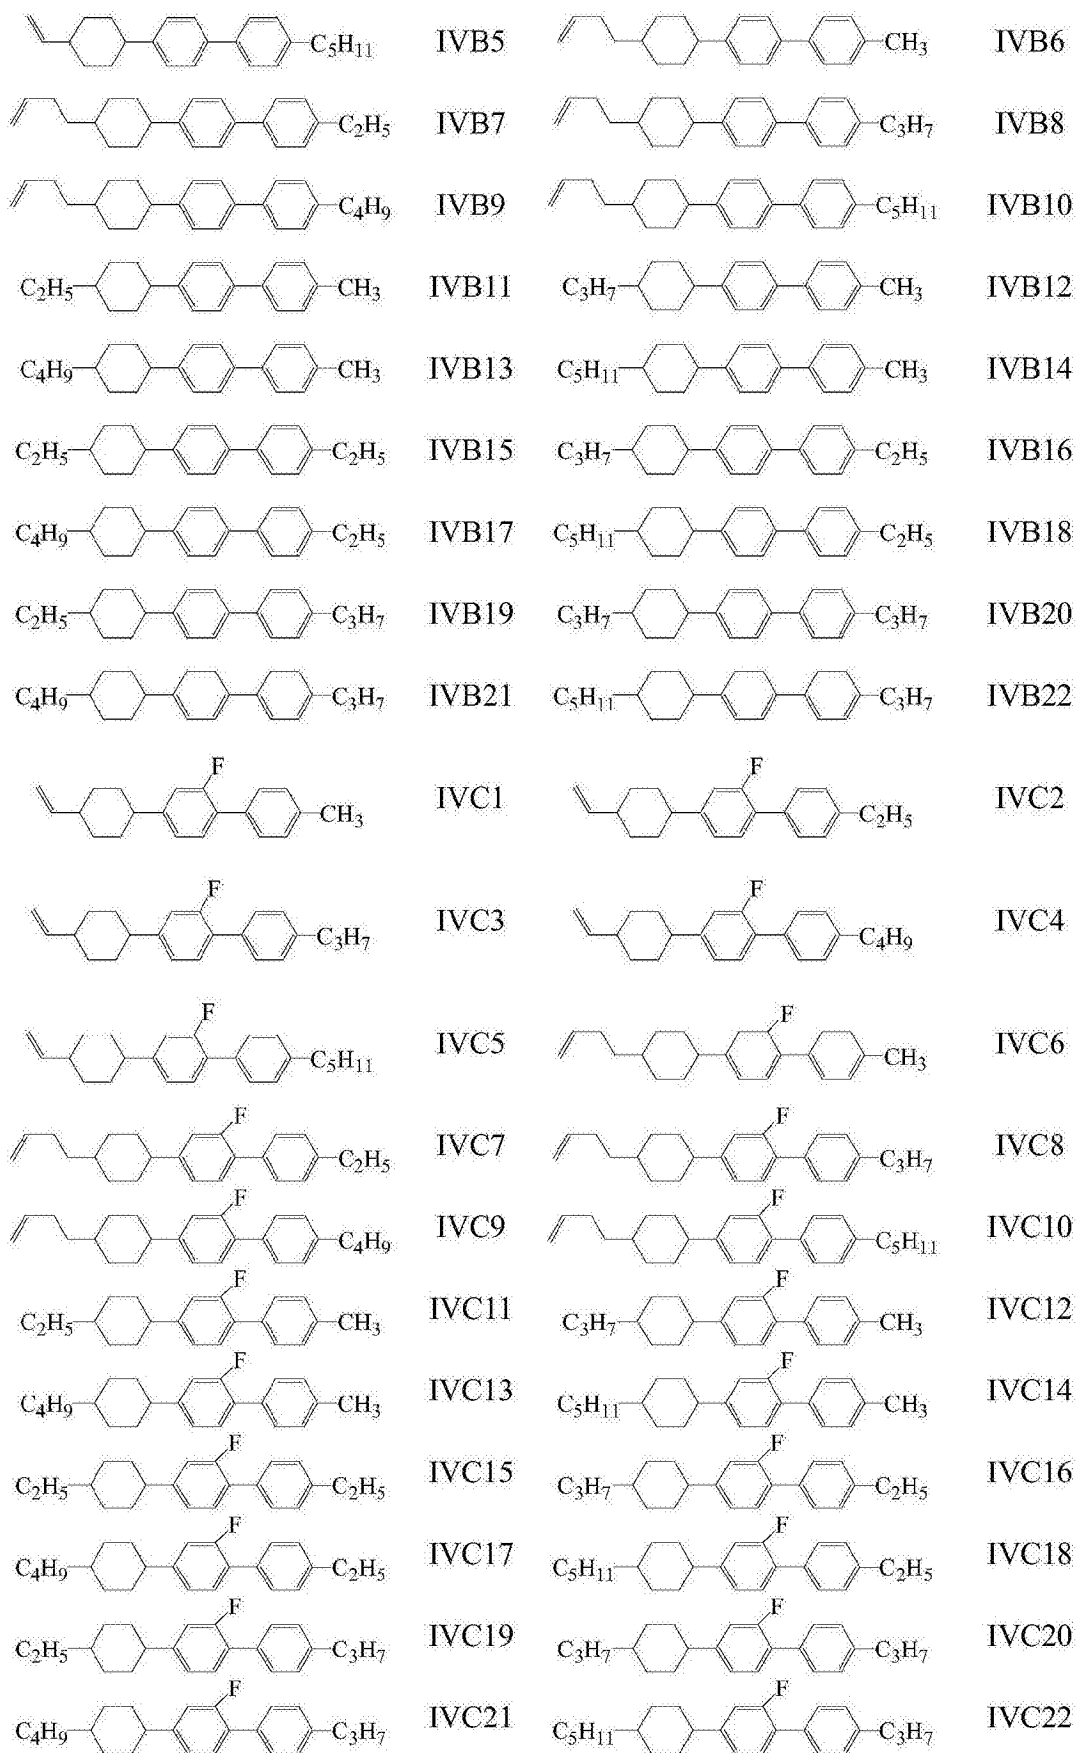 C5H11 IVB5 CH3 IVB6
C2H5 IVB7 C3H7 IVB8
C4H9 IVB9 C5H11 IVB10
C2H5 CH3 IVB11 C3H7 CH3 IVB12
C4H9 CH3 IVB13 C5H11 CH3 IVB14
C2H5 C2H5 IVB15 C3H7 C2H5 IVB16
C4H9 C2H5 IVB17 C5H11 C2H5 IVB18
C2H5 C3H7 IVB19 C3H7 C3H7 IVB20
C4H9 C3H7 IVB21 C5H11 C3H7 IVB22
F F
CH3 IVC1 C2H5 IVC2
F F
C3H7 IVC3 C4H9 IVC4
F F
C5H11 IVC5 CH3 IVC6
F F
C2H5 IVC7 C3H7 IVC8
F F
C4H9 IVC9 C5H11 IVC10
F F
C2H5 CH3 IVC11 C3H7 CH3 IVC12
F F
C4H9 CH3 IVC13 C5H11 CH3 IVC14
F F
C2H5 C2H5 IVC15 C3H7 C2H5 IVC16
F F
C4H9 C2H5 IVC17 C5H11 C2H5 IVC18
F F
C2H5 C3H7 IVC19 C3H7 C3H7 IVC20
F F
C4H9 C3H7 IVC21 C5H11 C3H7 IVC22